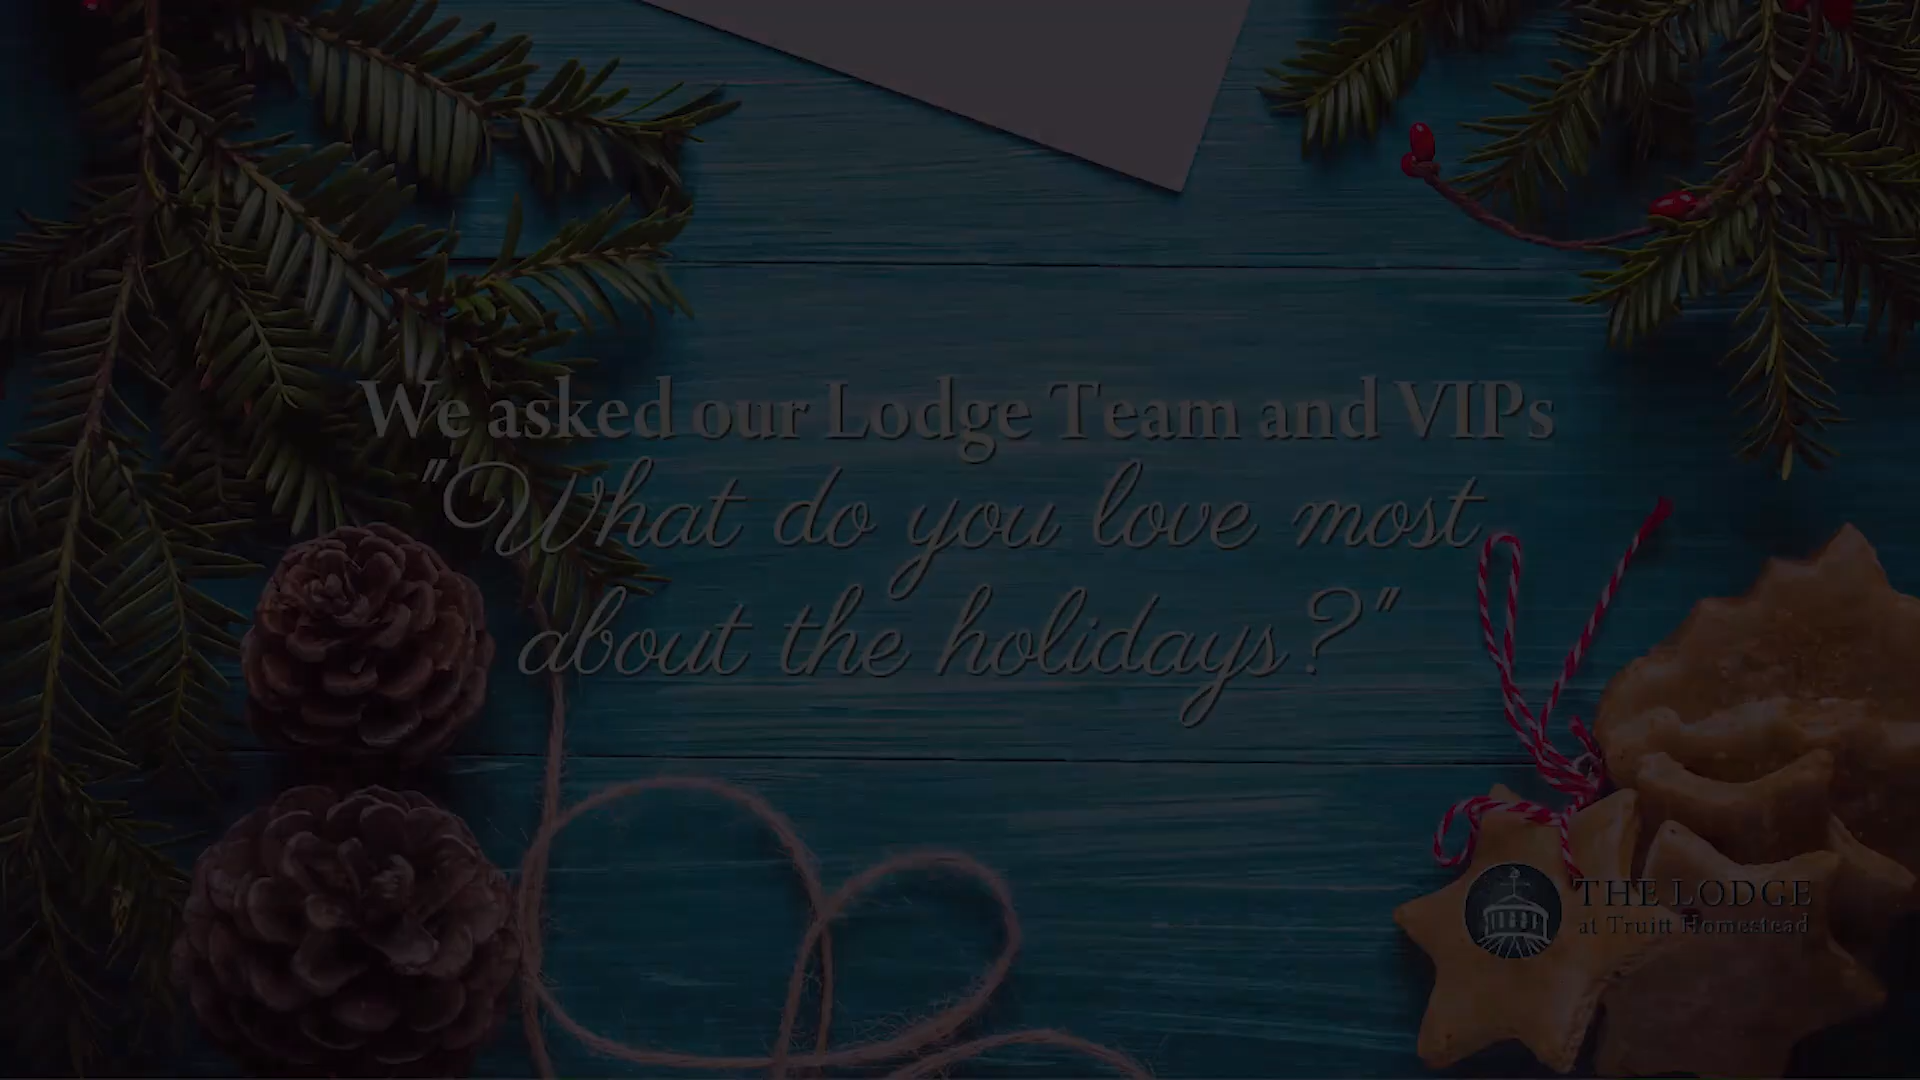 We asked our Lodge Team and VIPs
"What do you love most
about the holidays?"
THE LODGE
at Truitt Homestead